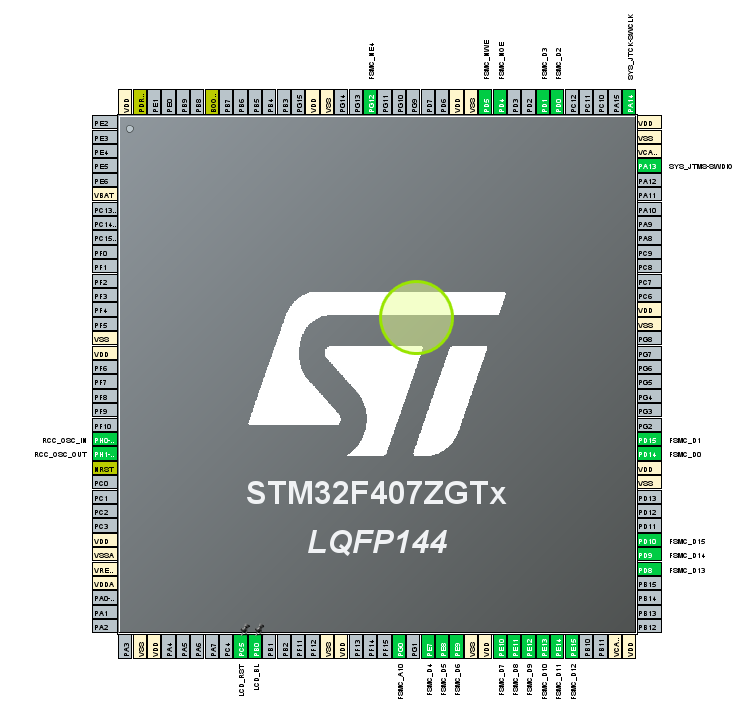 FSMC_NE4
FSMC_NWE
FSMC_NOE
FSMC_D3
FSMC_D2
SYS_JTCK-SWCLK
VDD
PDR..
PE1
PE0
PB9
PB8
BOO..
PB7
PB6
PB5
PB4
PB3
PG15
VDD
VSS
PG14
PG13
PG12
PG11
PG10
PG9
PD7
PD6
VDD
VSS
PD5
PD4
PD3
PD2
PD1
PD0
PC12
PC11
PC10
PA15
PA14
PE2
PE3
PE4
PE5
PE6
VBAT
PC13..
PC14..
PC15..
PF0
PF1
PF2
PF3
PF4
PF5
VSS
VDD
PF6
PF7
PF8
PF9
PF10
RCC_OSC_IN PH0-..
RCC_OSC_OUT PH1-..
NRST
PC0
PC1
PC2
PC3
VDD
VSSA
VRE..
VDDA
PA0-..
PA1
PA2
STM32F407ZGTx
LQFP144
VDD
VSS
VCA..
PA13 SYS_JTMS-SWDIO
PA12
PA11
PA10
PA9
PA8
PC9
PC8
PC7
PC6
VDD
VSS
PG8
PG7
PG6
PG5
PG4
PG3
PG2
PD15 FSMC_D1
PD14 FSMC_D0
VDD
VSS
PD13
PD12
PD11
PD10 FSMC_D15
PD9 FSMC_D14
PD8 FSMC_D13
PB15
PB14
PB13
PB12
PA3
VSS
VDD
PA4
PA5
PA6
PA7
PC4
PC5
PB0
PB1
PB2
PF11
PF12
VSS
VDD
PF13
PF14
PF15
PG0
PG1
PE7
PE8
PE9
VSS
VDD
PE10
PE11
PE12
PE13
PE14
PE15
PB10
PB11
VCA..
VDD
LCD_RST
LCD_BL
FSMC_A10
FSMC_D4
FSMC_D5
FSMC_D6
FSMC_D7
FSMC_D8
FSMC_D9
FSMC_D10
FSMC_D11
FSMC_D12